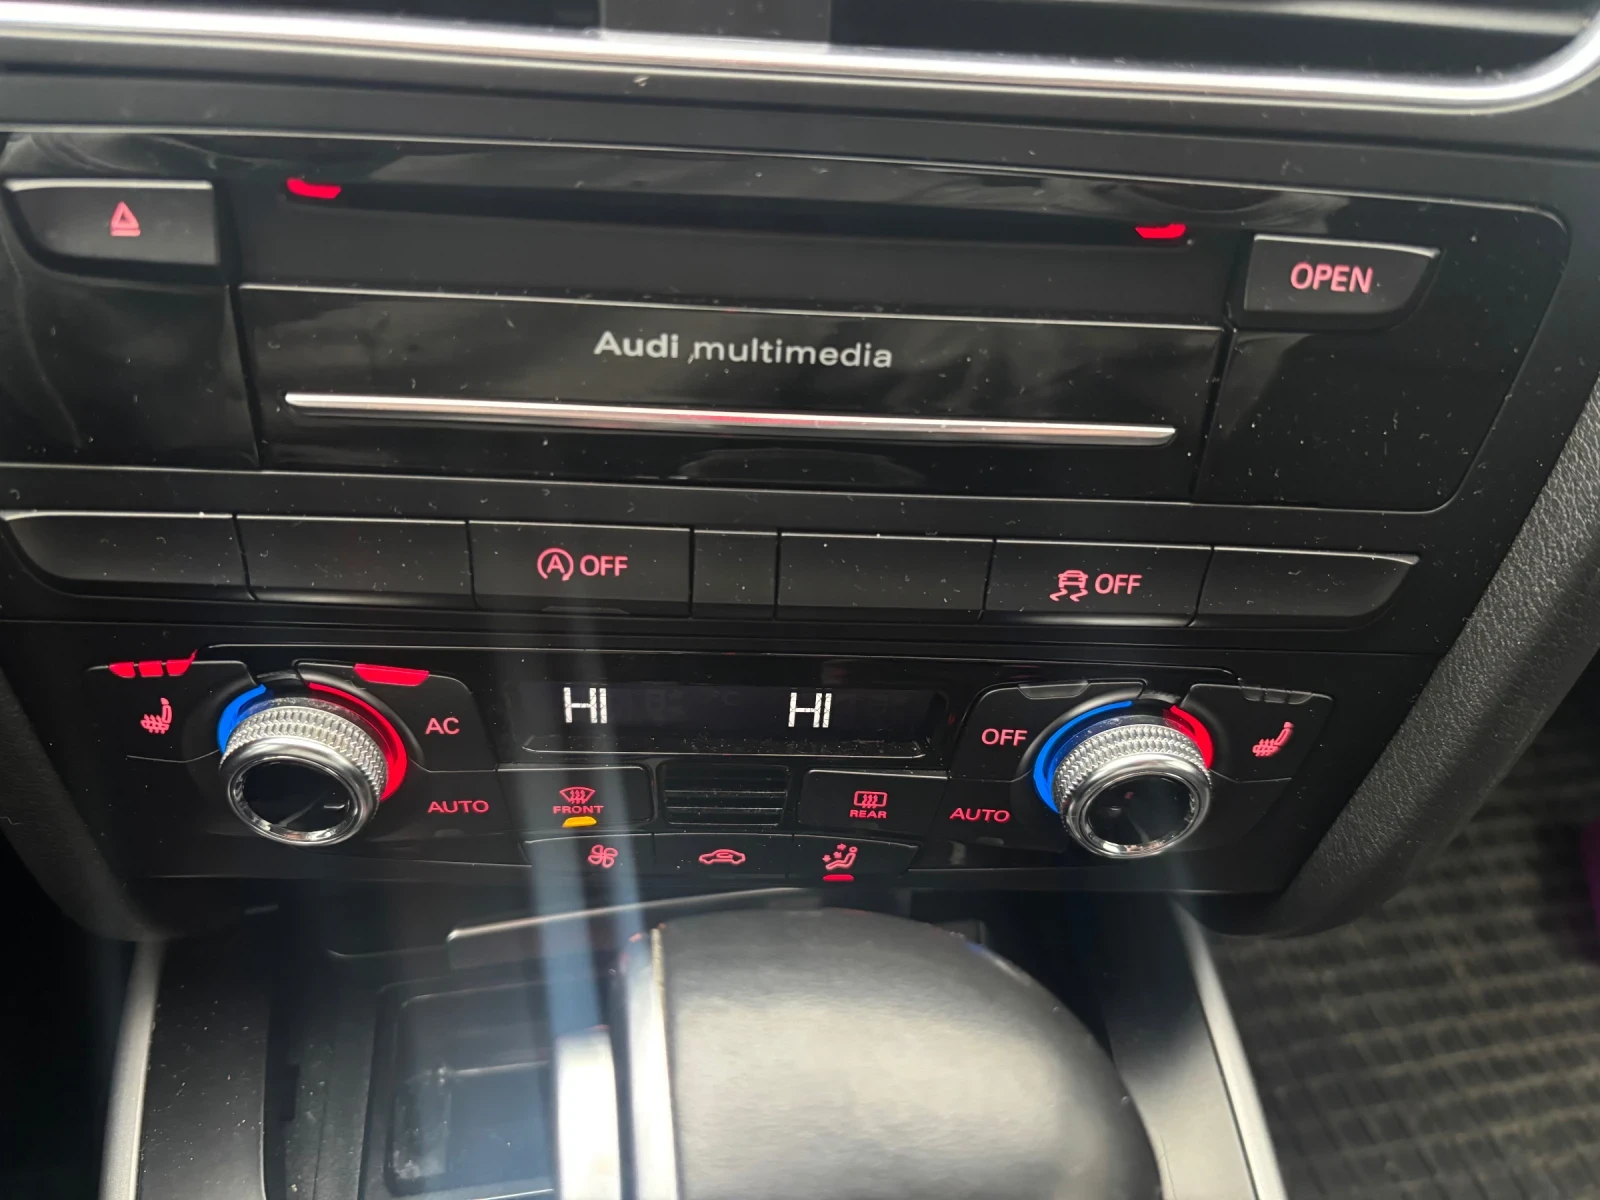 OPEN
Audi multimedia
A OFF
OFF
HI HI
AC
OFF
AUTO
FRONT
REAR
AUTO